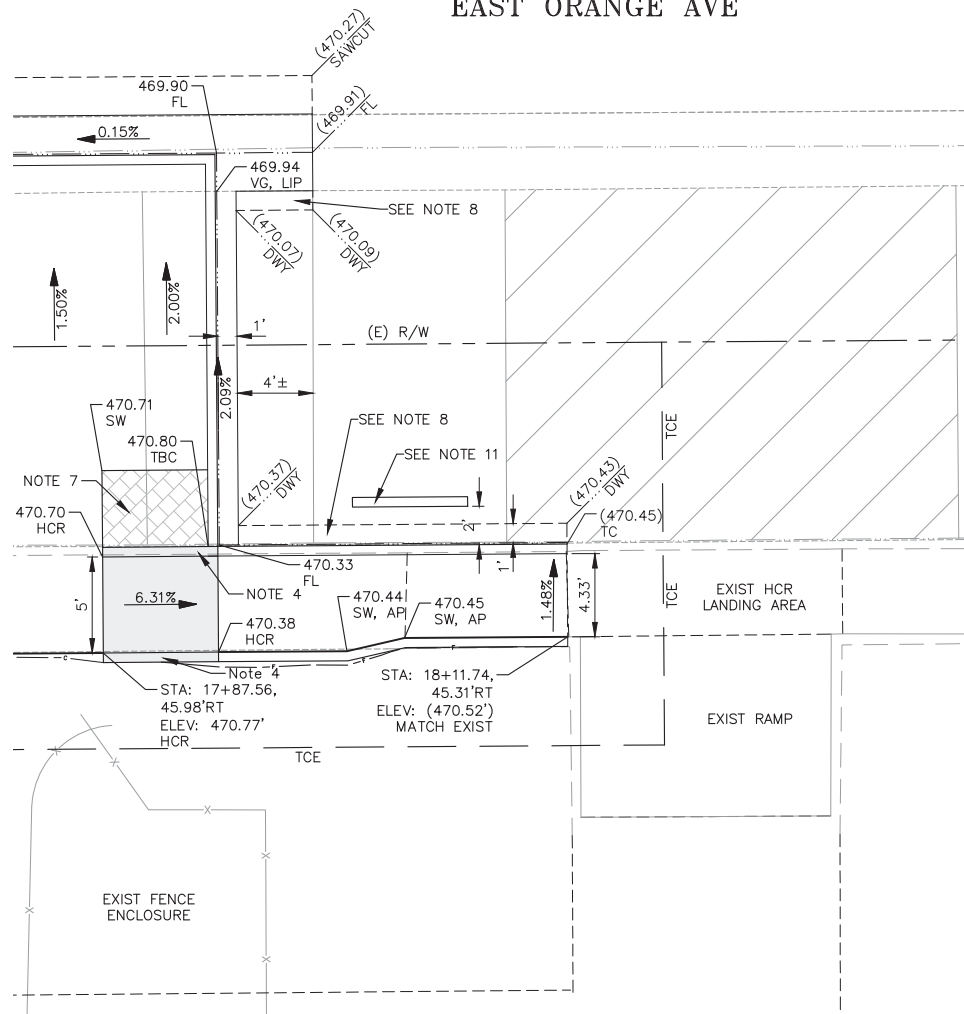 EAST ORANGE AVE
(470.27)
SAWCUT
469.90
FL
(469.91)
FL
0.15%
469.94
VG, LIP
SEE NOTE 8
(470.07)
DWY
(470.09)
DWY
1.50%
2.00%
1'
(E) R/W
2.09%
4'±
470.71
SW
SEE NOTE 8
TCE
470.80
TBC
SEE NOTE 11
NOTE 7
(470.37)
DWY
(470.43)
DWY
470.70
HCR
2'
(470.45)
TC
1'
470.33
FL
NOTE 4
5'
6.31%
470.44
SW, AP
470.45
SW, AP
1.48%
4.33'
TCE
EXIST HCR
LANDING AREA
470.38
HCR
C
F
F
F
Note 4
STA: 17+87.56,
45.98'RT
ELEV: 470.77'
HCR
STA: 18+11.74,
45.31'RT
ELEV: (470.52')
MATCH EXIST
EXIST RAMP
TCE
X
X
X
X
X
EXIST FENCE
ENCLOSURE
X
X